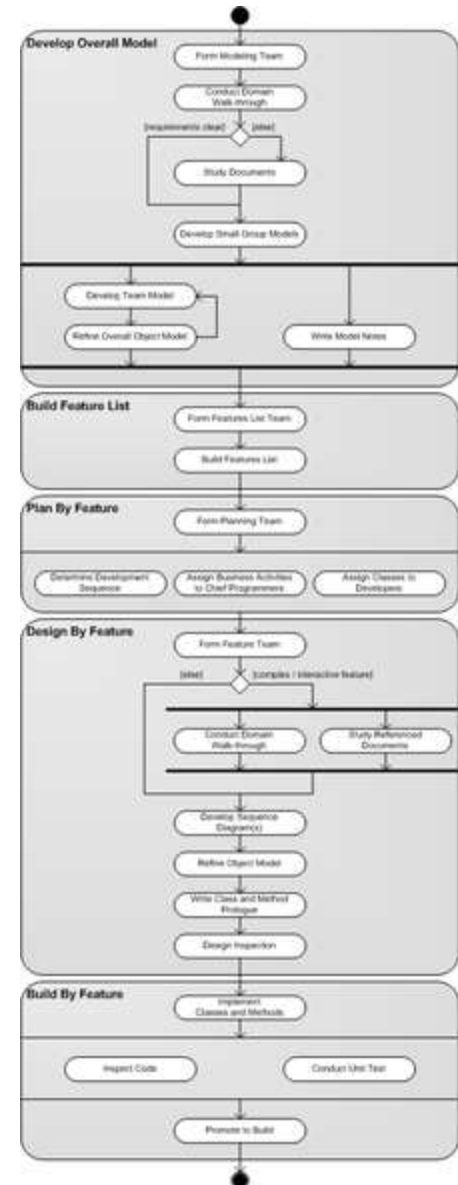 Develop Overall Model
Form Modeling Team
Conduct Domain
Walk-through
[requirements clear]
[else]
Study Documents
Develop Small Group Models
Develop Team Model
Refine Overall Object Model
Write Model Notes
Build Feature List
Form Features List Team
Build Features List
Plan By Feature
Form Planning Team
Determine Development
Sequence
Assign Business Activities
to Chief Programmers
Assign Classes to
Developers
Design By Feature
Form Feature Team
[else]
[complex / interactive feature]
Conduct Domain
Walk-through
Study Referenced
Documents
Develop Sequence
Diagram(s)
Refine Object Model
Write Class and Method
Prologue
Design Inspection
Build By Feature
Implement
Classes and Methods
Inspect Code
Conduct Unit Test
Promote to Build